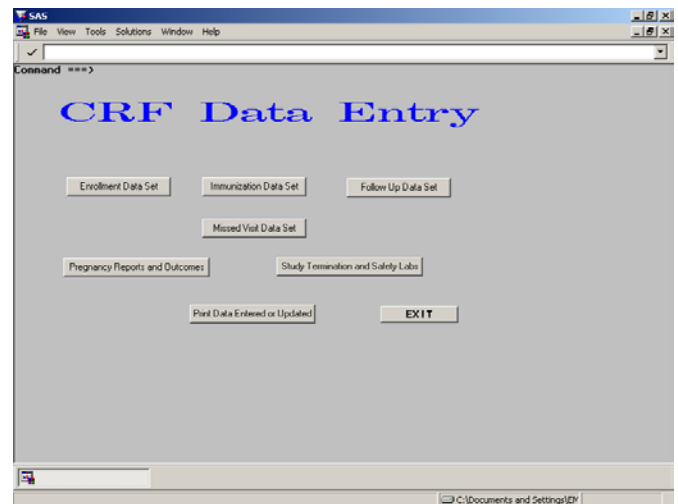 SAS
File View Tools Solutions Window Help
Command ===>
CRF Data Entry
Enrollment Data Set Immunization Data Set Follow Up Data Set
Missed Visit Data Set
Pregnancy Reports and Outcomes Study Termination and Safety Labs
Print Data Entered or Updated EXIT
C:\Documents and Settings\EM